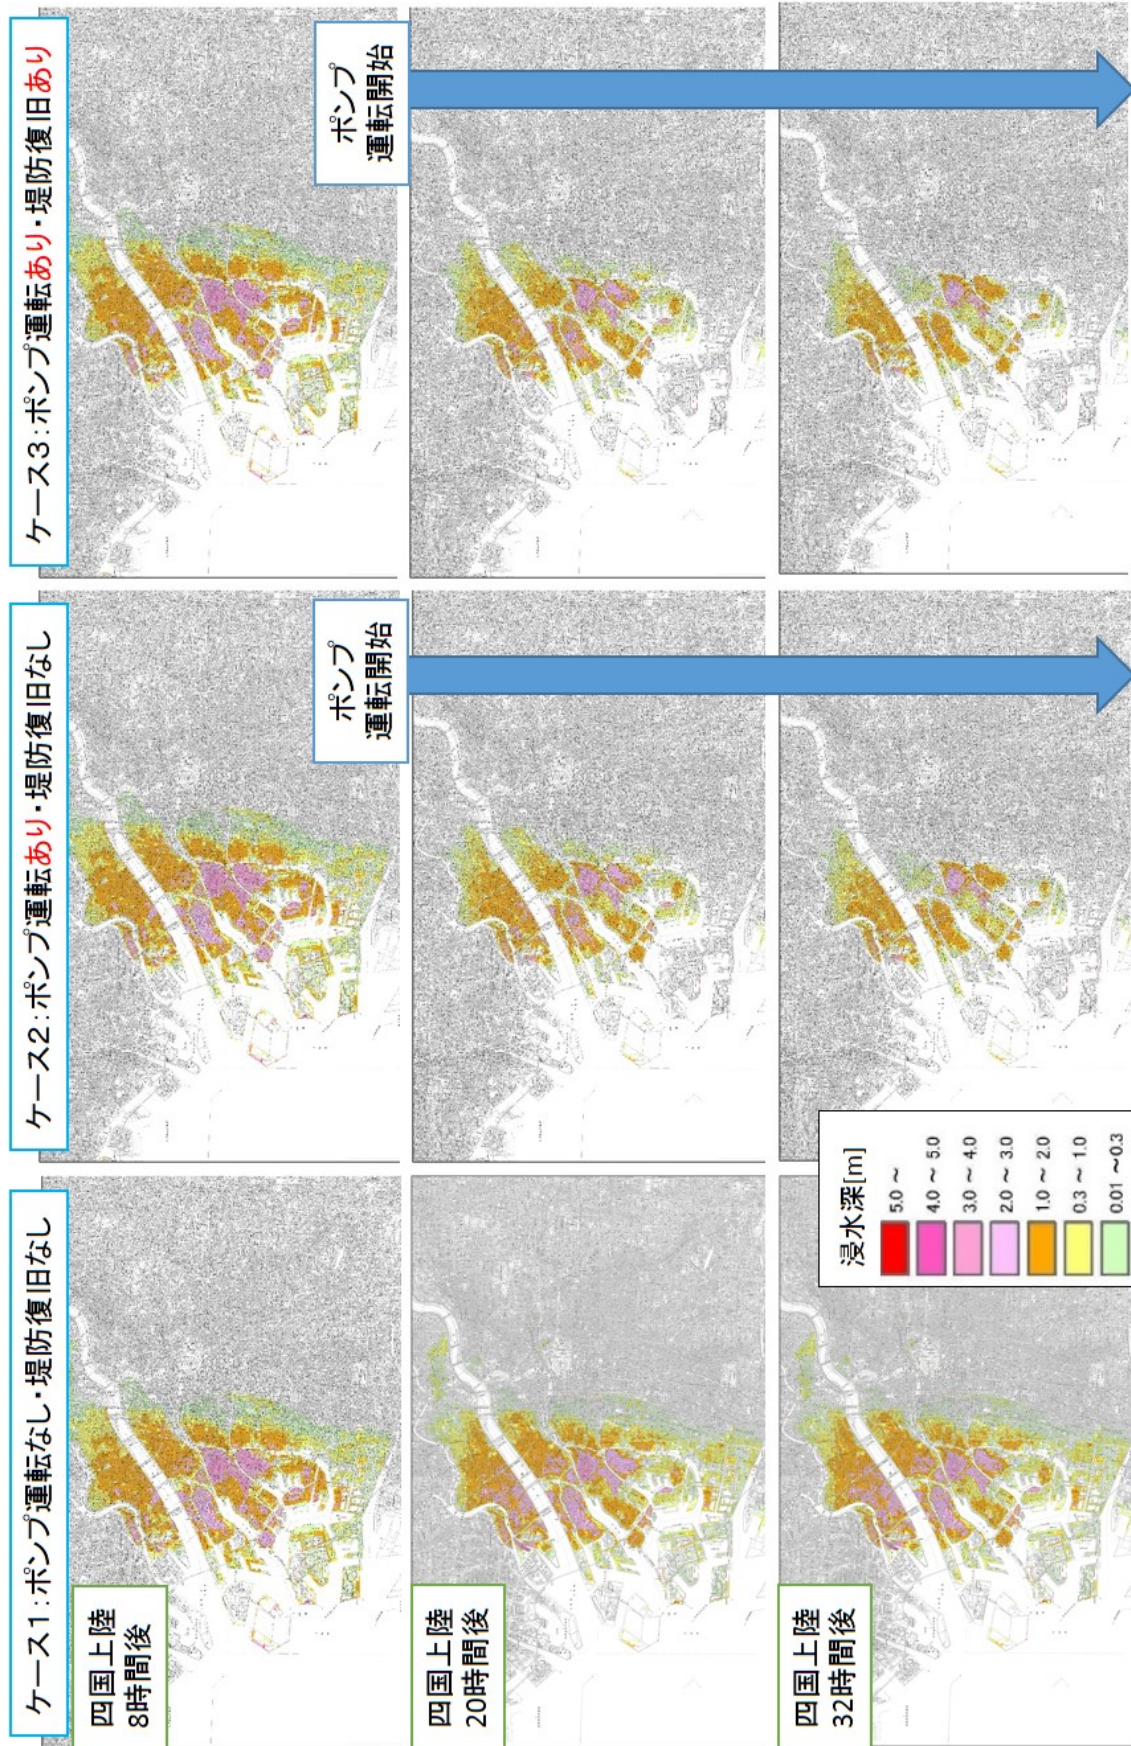 ケース1：ポンプ運転なし・堤防復旧なし
ケース2：ポンプ運転あり・堤防復旧なし
ケース3：ポンプ運転あり・堤防復旧あり
四国上陸
8時間後
ポンプ
運転開始
ポンプ
運転開始
四国上陸
20時間後
四国上陸
32時間後
浸水深[m]
5.0 ～
4.0 ～ 5.0
3.0 ～ 4.0
2.0 ～ 3.0
1.0 ～ 2.0
0.3 ～ 1.0
0.01 ～0.3